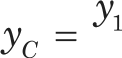 y_C = y_1